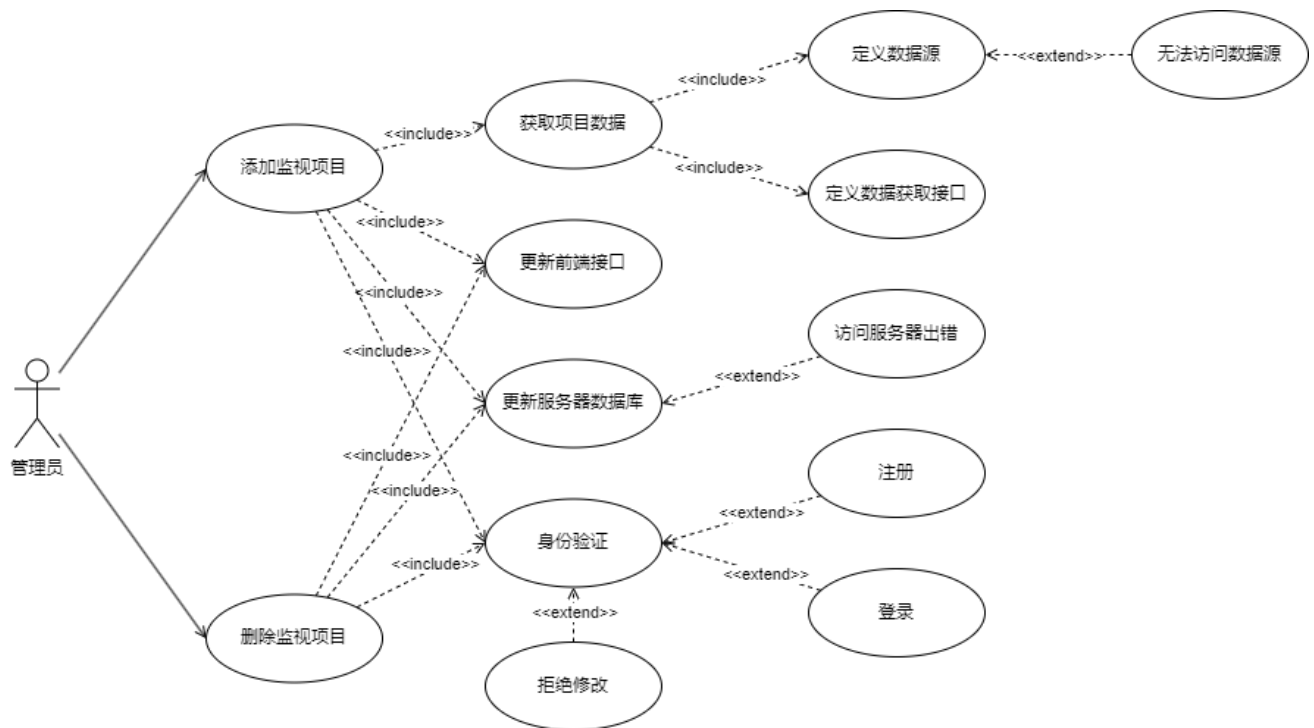 定义数据源
<<extend>>
无法访问数据源
<<include>>
获取项目数据
<<include>>
添加监视项目
<<include>>
定义数据获取接口
<<include>>
更新前端接口
<<include>>
访问服务器出错
<<include>>
<<extend>>
更新服务器数据库
管理员
<<include>>
注册
<<include>>
<<extend>>
身份验证
<<include>>
<<extend>>
登录
<<extend>>
删除监视项目
拒绝修改